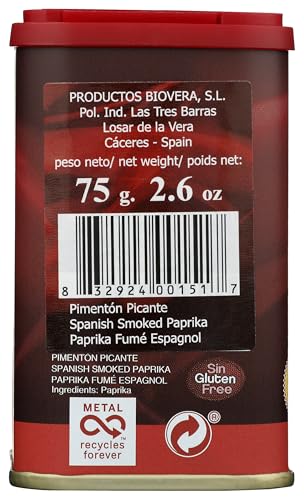 PRODUCTOS BIOVERA, S.L.
Pol. Ind. Las Tres Barras
Losar de la Vera
Cáceres - Spain
peso neto/ net weight/ poids net:
75 g. 2.6 oz
8 32924 00151 7
Pimentón Picante
Spanish Smoked Paprika
Paprika Fumé Espagnol
PIMENTÓN PICANTE
SPANISH SMOKED PAPRIKA
PAPRIKA FUMÉ ESPAGNOL
Ingredients: Paprika
Sin
Gluten
Free
METAL
TM
recycles
forever
®